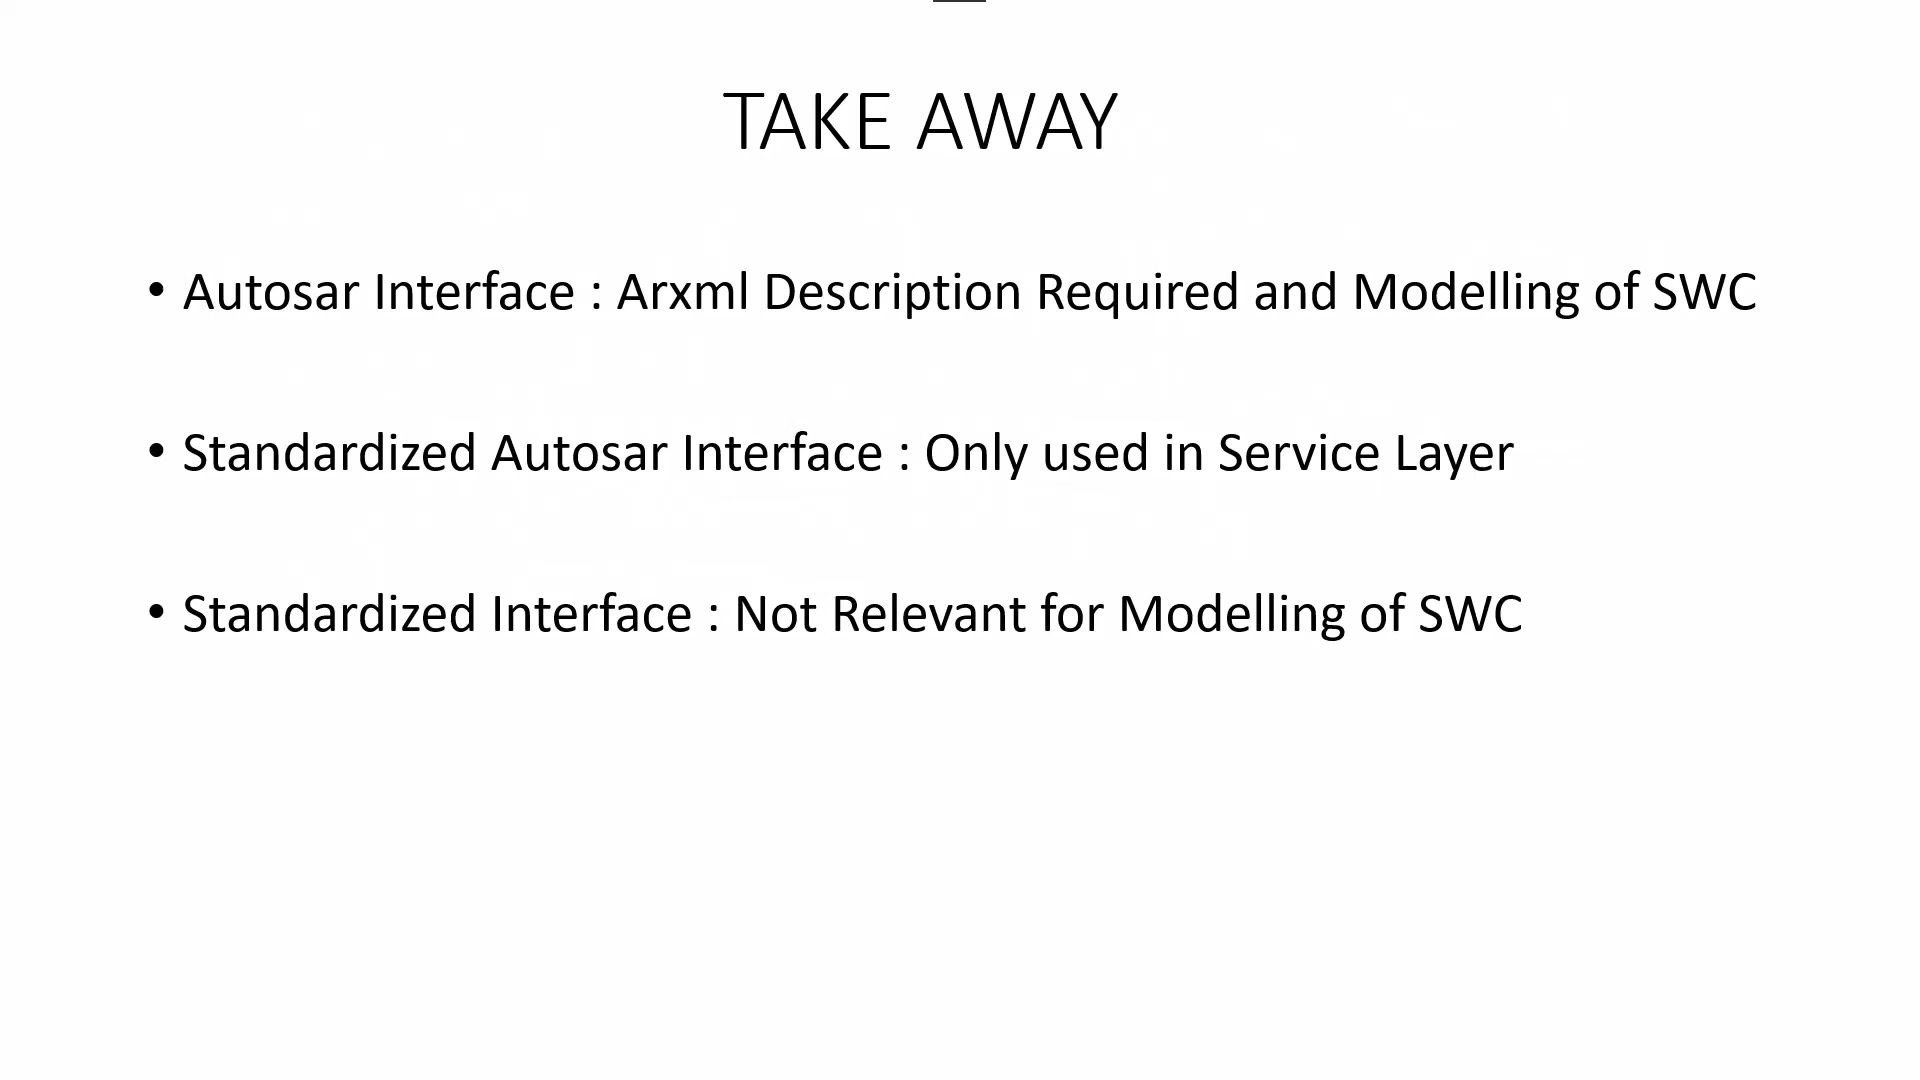 TAKE AWAY
• Autosar Interface : Arxml Description Required and Modelling of SWC
• Standardized Autosar Interface : Only used in Service Layer
• Standardized Interface : Not Relevant for Modelling of SWC